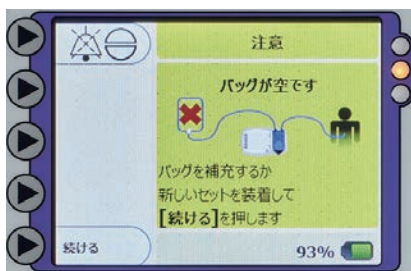 注意
バッグが空です
バッグを補充するか
新しいセットを装着して
【続ける】を押します
続ける
93%